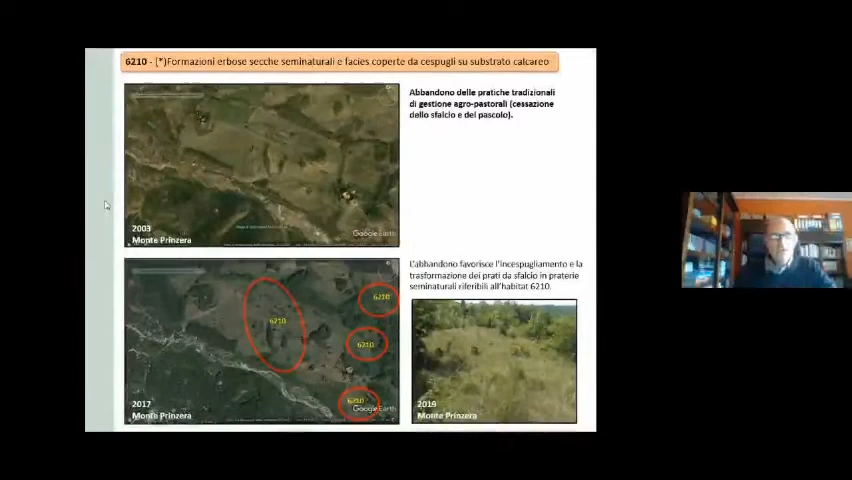 6210 - (*)Formazioni erbose secche seminaturali e facies coperte da cespugli su substrato calcareo
Abbandono delle pratiche tradizionali
di gestione agro-pastorali (cessazione
dello sfalcio e del pascolo).
2003
Monte Prinzera
Google Earth
L'abbandono favorisce l'incespugliamento e la
trasformazione dei prati da sfalcio in praterie
seminaturali riferibili all'habitat 6210.
6210
6210
6210
6210
Google Earth
2017
Monte Prinzera
2019
Monte Prinzera